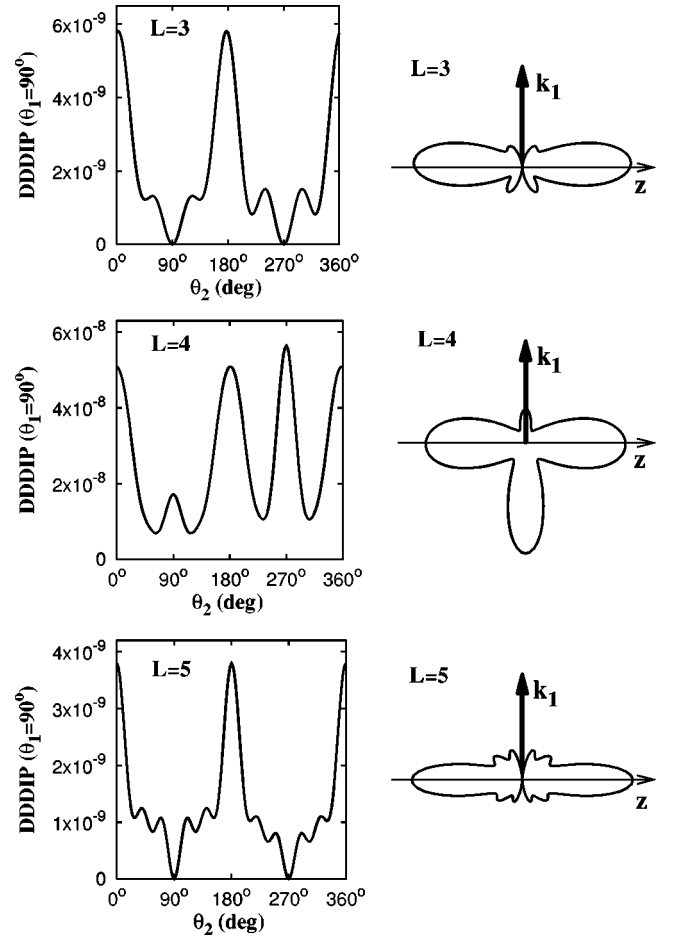 DDDIP (θ1=90°)
6x10-9
4x10-9
2x10-9
0
L=3
0° 90° 180° 270° 360°
θ2 (deg)
L=3
k1
z
DDDIP (θ1=90°)
6x10-8
4x10-8
2x10-8
0
L=4
0° 90° 180° 270° 360°
θ2 (deg)
L=4
k1
z
DDDIP (θ1=90°)
4x10-9
3x10-9
2x10-9
1x10-9
0
L=5
0° 90° 180° 270° 360°
θ2 (deg)
L=5
k1
z